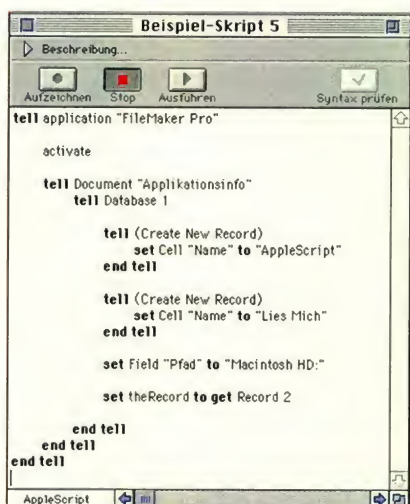 Beispiel-Skript 5
Beschreibung...
Aufzeichnen Stop Ausführen Syntax prüfen
tell application "FileMaker Pro"
activate
tell Document "Applikationsinfo"
tell Database 1
tell (Create New Record)
set Cell "Name" to "AppleScript"
end tell
tell (Create New Record)
set Cell "Name" to "Lies Mich"
end tell
set Field "Pfad" to "Macintosh HD:"
set theRecord to get Record 2
end tell
end tell
end tell
AppleScript